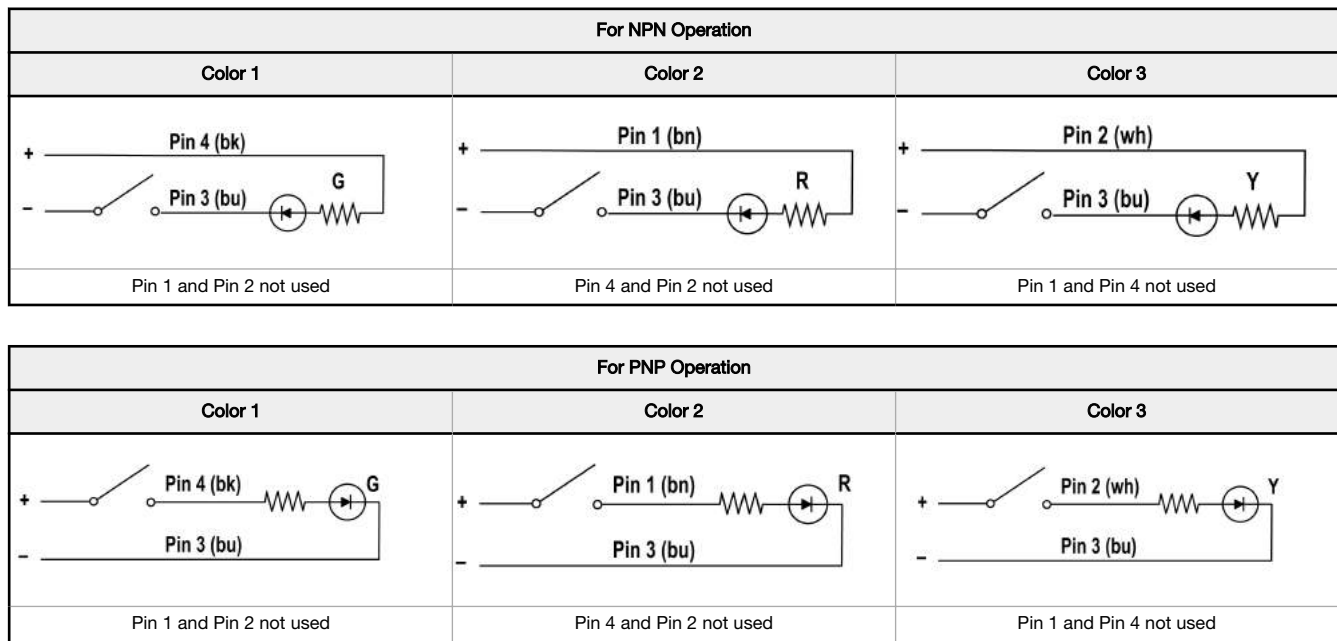 For NPN Operation
Color 1 Color 2 Color 3
Pin 4 (bk)
+
G
Pin 3 (bu)
–
Pin 1 (bn)
+
R
Pin 3 (bu)
–
Pin 2 (wh)
+
Y
Pin 3 (bu)
–
Pin 1 and Pin 2 not used Pin 4 and Pin 2 not used Pin 1 and Pin 4 not used
For PNP Operation
Color 1 Color 2 Color 3
Pin 4 (bk) G
+
Pin 3 (bu)
–
Pin 1 (bn) R
+
Pin 3 (bu)
–
Pin 2 (wh) Y
+
Pin 3 (bu)
–
Pin 1 and Pin 2 not used Pin 4 and Pin 2 not used Pin 1 and Pin 4 not used